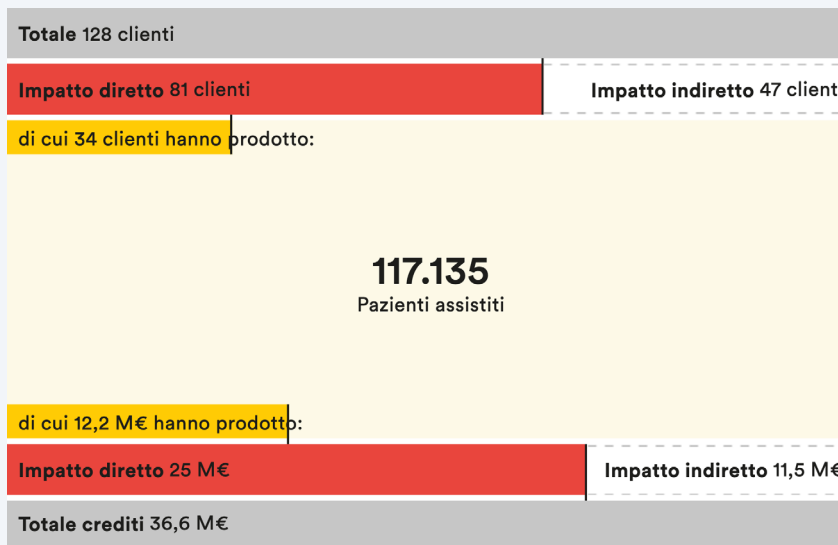 Totale 128 clienti
Impatto diretto 81 clienti
Impatto indiretto 47 client
di cui 34 clienti hanno prodotto:
117.135
Pazienti assistiti
di cui 12,2 M€ hanno prodotto:
Impatto diretto 25 M€
Impatto indiretto 11,5 M€
Totale crediti 36,6 M€